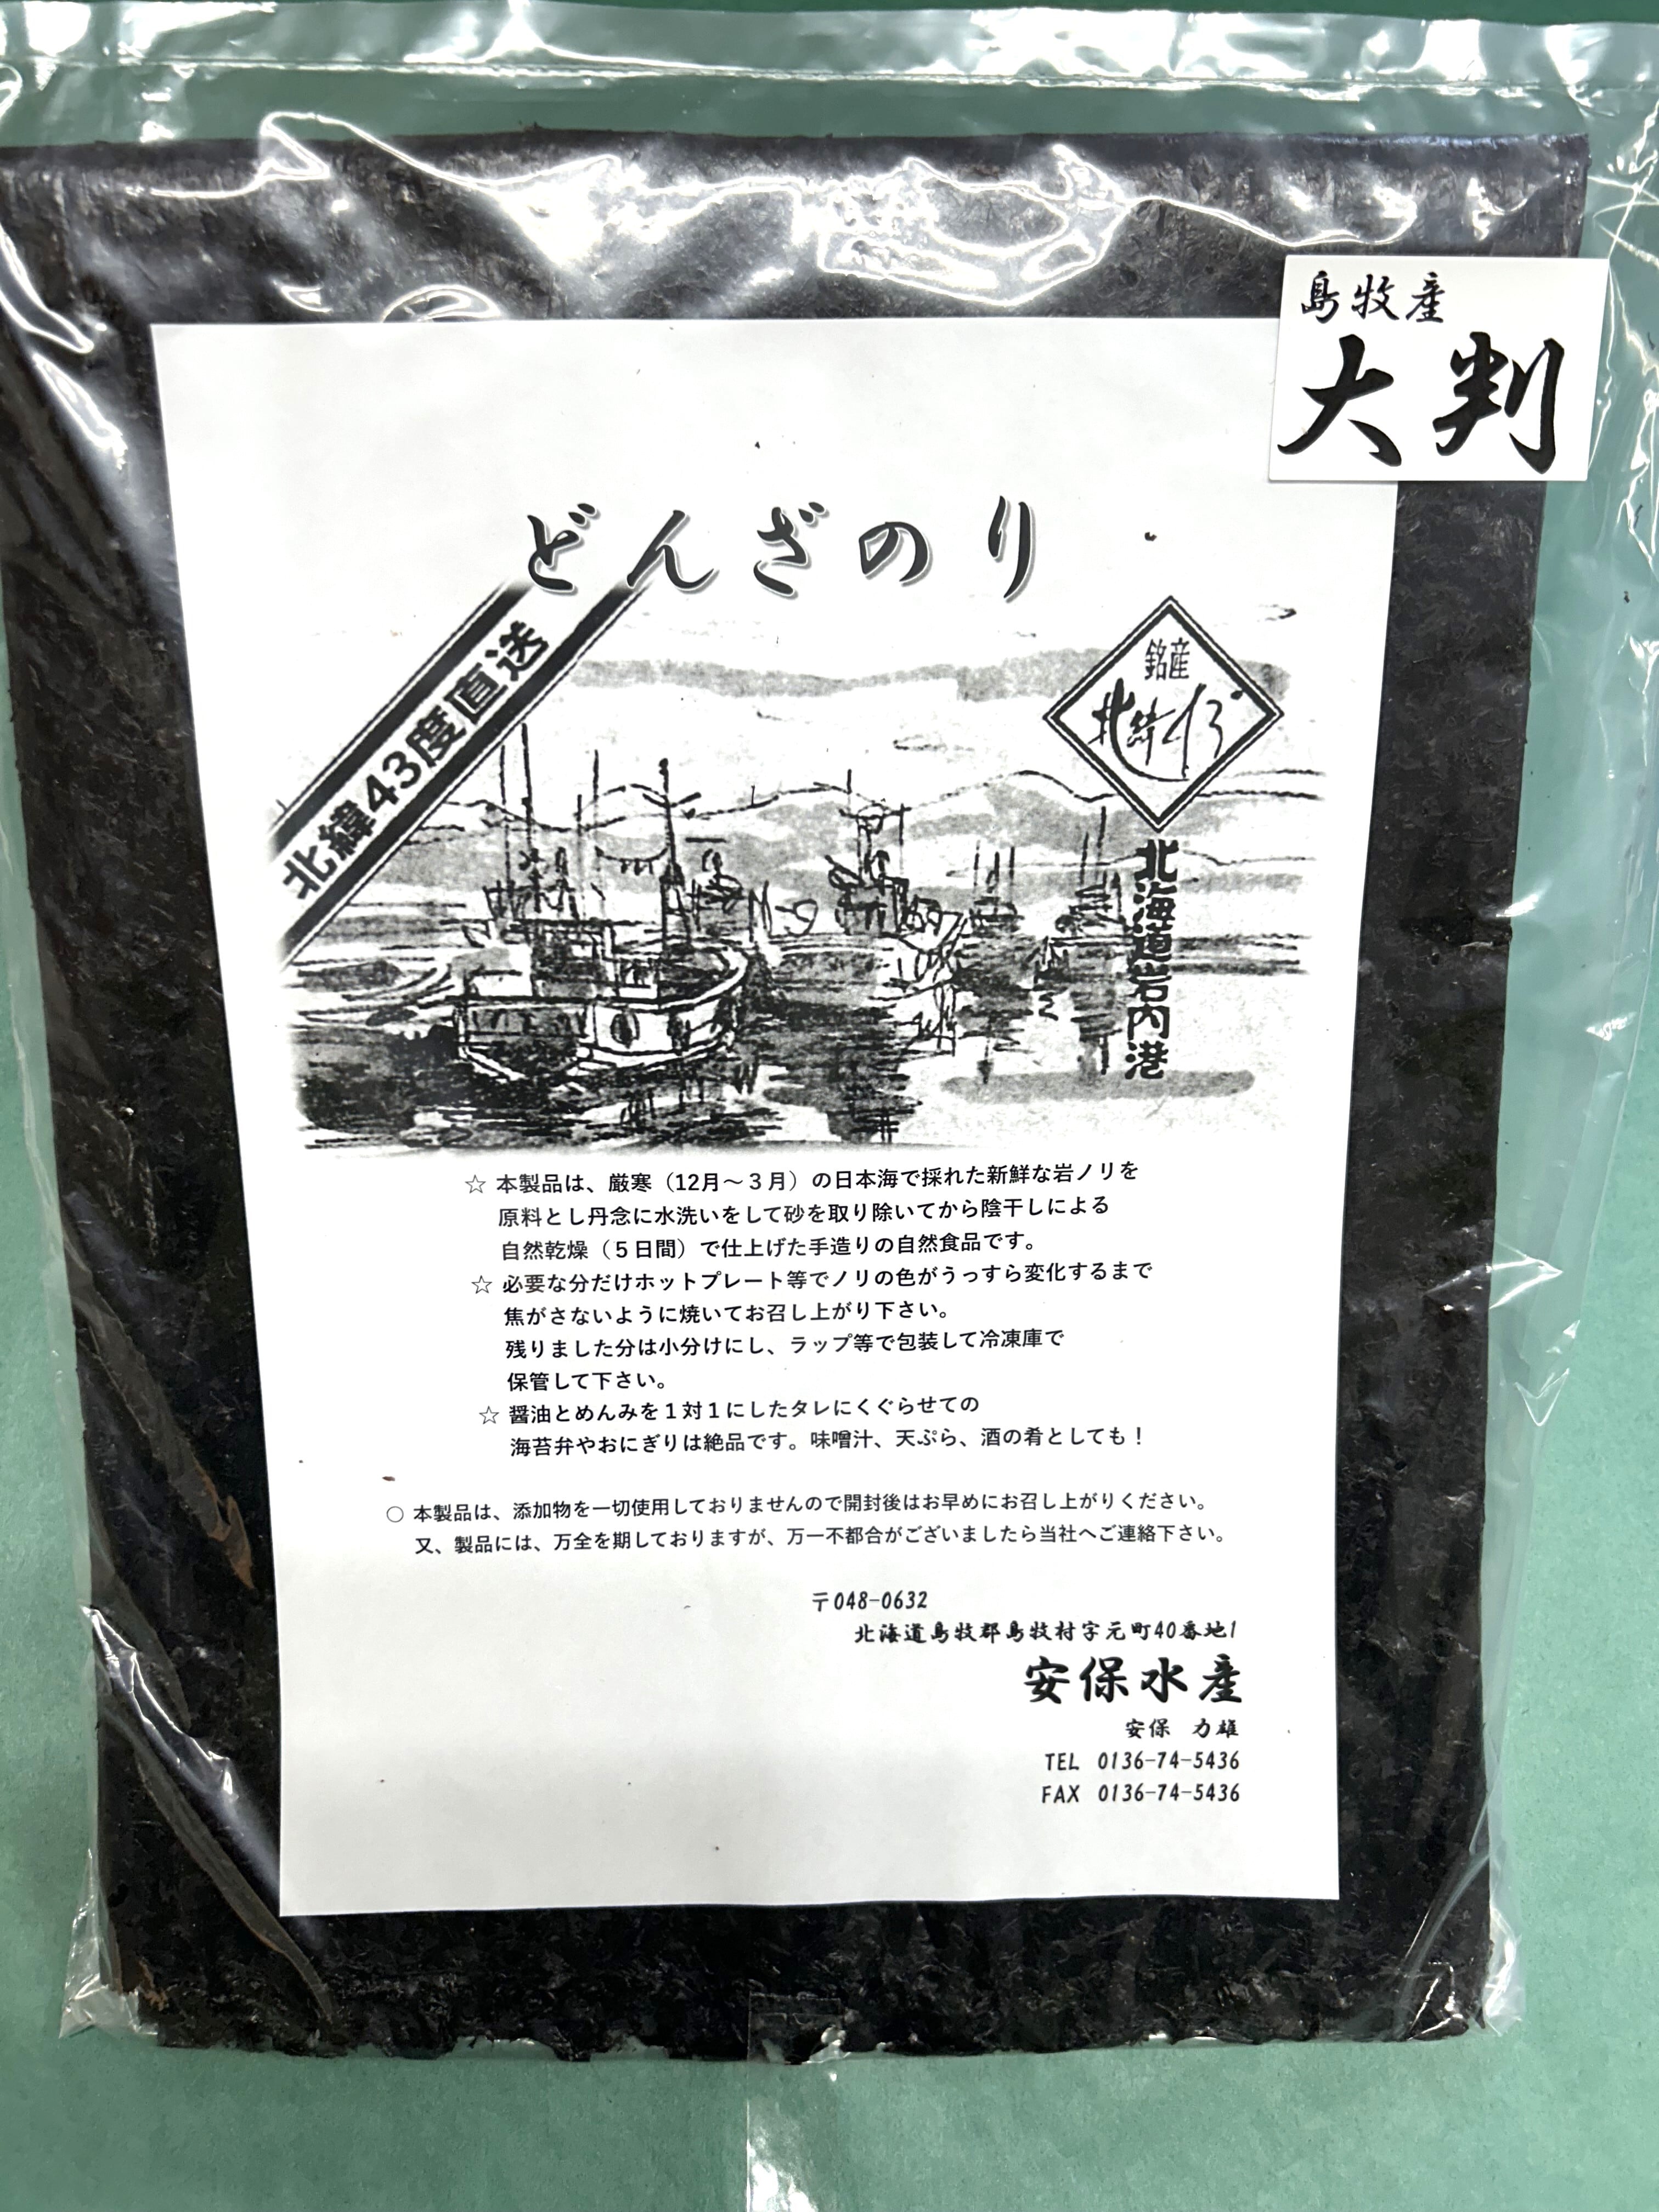 島牧産
大判
どんざのり
北緯43度直送
銘産
北緯43°
北海道岩内港
☆ 本製品は、厳寒（12月～３月）の日本海で採れた新鮮な岩ノリを
原料とし丹念に水洗いをして砂を取り除いてから陰干しによる
自然乾燥（５日間）で仕上げた手造りの自然食品です。
☆ 必要な分だけホットプレート等でノリの色がうっすら変化するまで
焦がさないように焼いてお召し上がり下さい。
残りました分は小分けにし、ラップ等で包装して冷凍庫で
保管して下さい。
☆ 醤油とめんみを１対１にしたタレにくぐらせての
海苔弁やおにぎりは絶品です。味噌汁、天ぷら、酒の肴としても！
○ 本製品は、添加物を一切使用しておりませんので開封後はお早めにお召し上がりください。
又、製品には、万全を期しておりますが、万一不都合がございましたら当社へご連絡下さい。
〒048-0632
北海道島牧郡島牧村字元町40番地1
安保水産
安保 力雄
TEL 0136-74-5436
FAX 0136-74-5436